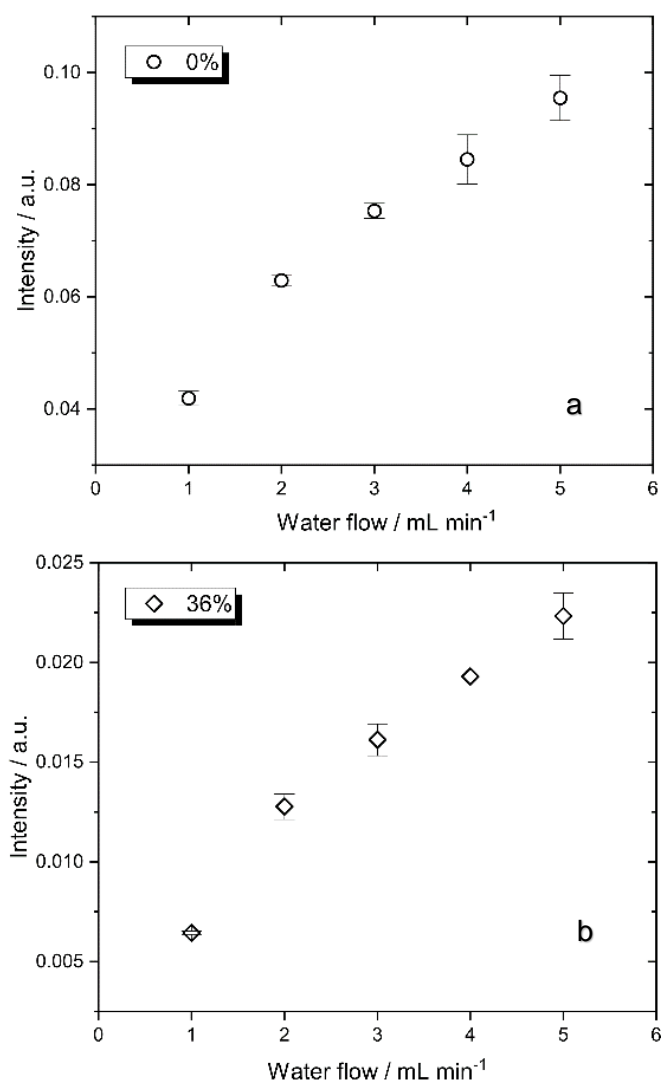 0%
0.10
0.08
0.06
0.04
Intensity / a.u.
0 1 2 3 4 5 6
Water flow / mL min⁻¹
a
36%
0.025
0.020
0.015
0.010
0.005
Intensity / a.u.
0 1 2 3 4 5 6
Water flow / mL min⁻¹
b